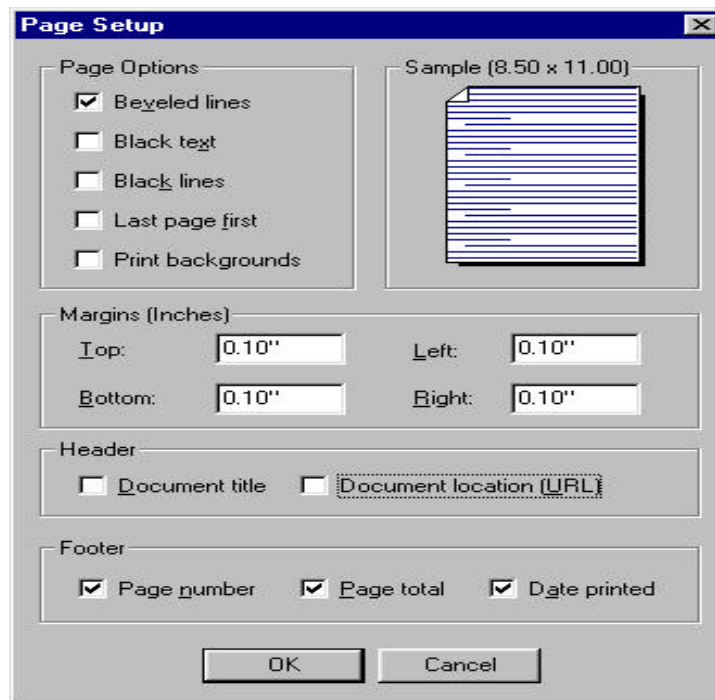 Page Setup
Page Options
Beveled lines
Black text
Black lines
Last page first
Print backgrounds
Sample (8.50 x 11.00)
Margins (Inches)
Top: 0.10" Left: 0.10"
Bottom: 0.10" Right: 0.10"
Header
Document title Document location (URL)
Footer
Page number Page total Date printed
OK Cancel